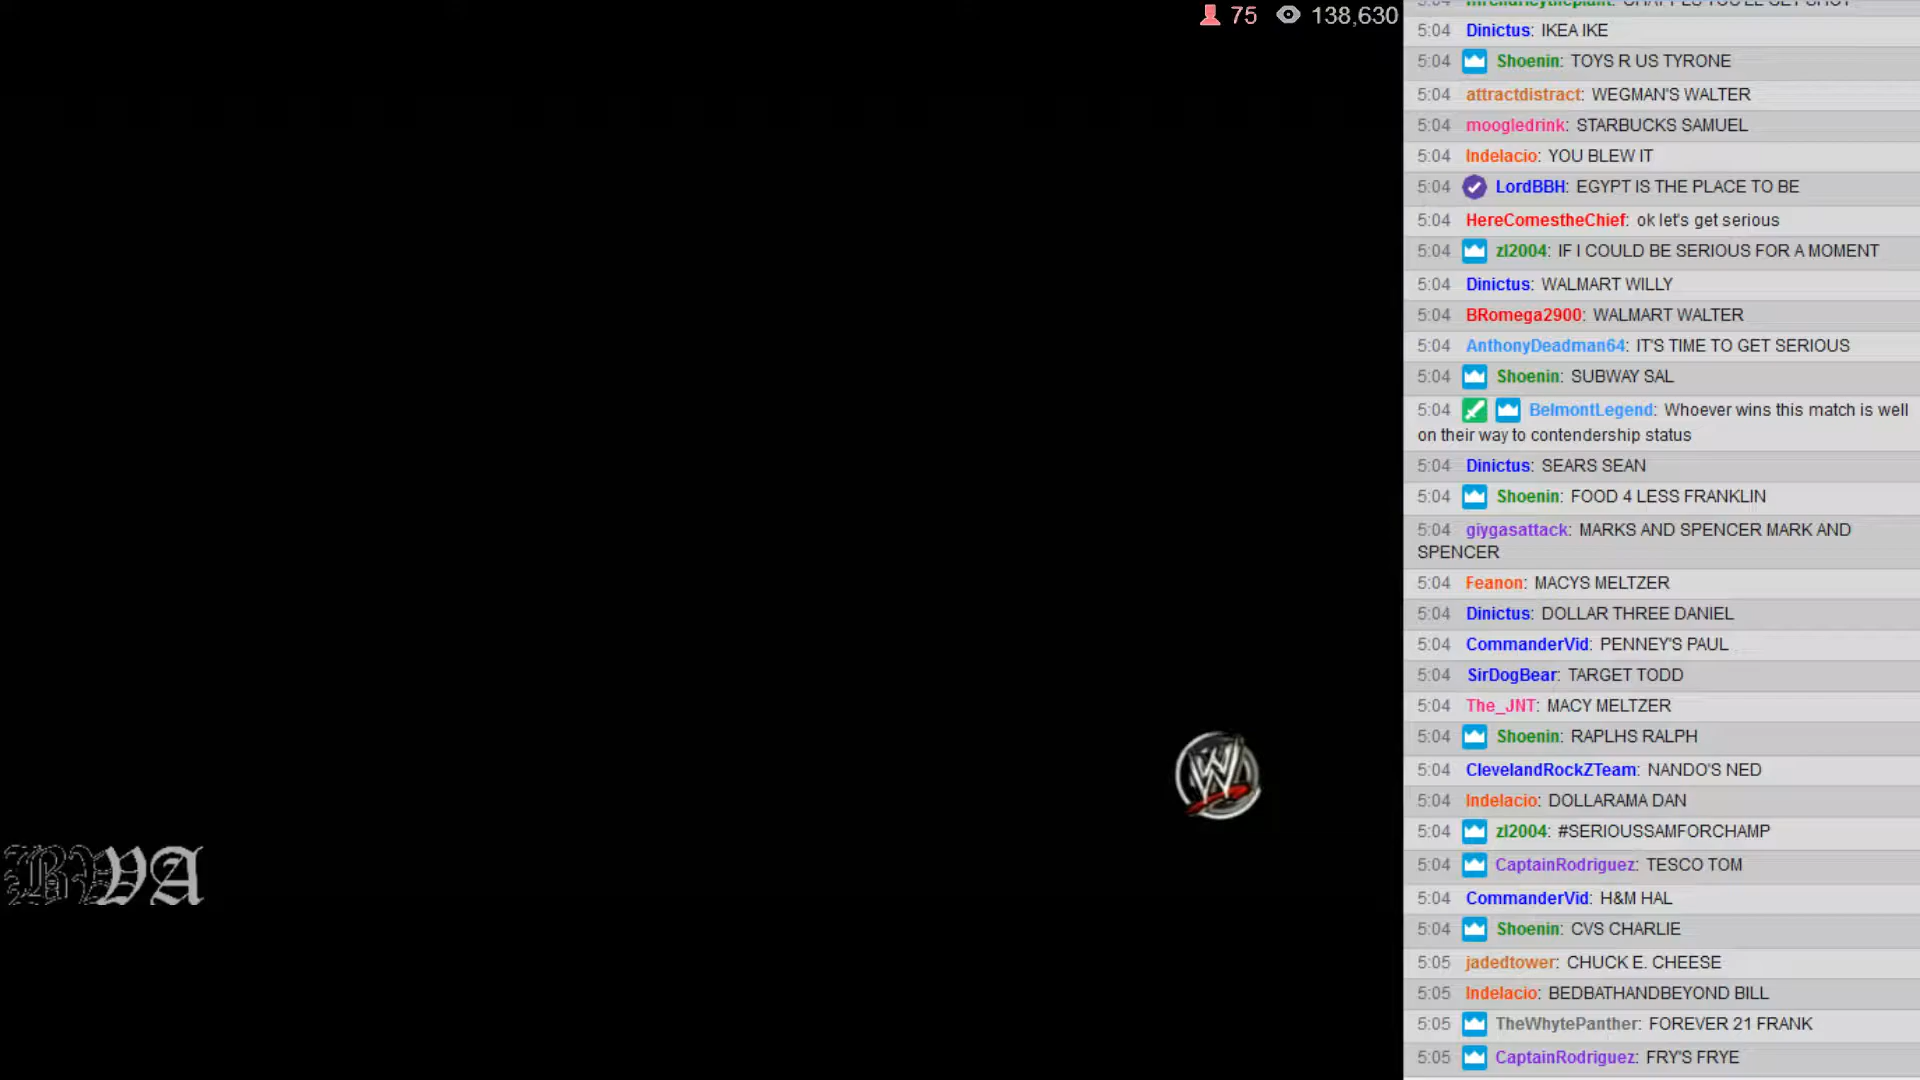 75 138,630
5:04 Dinictus: IKEA IKE
5:04 Shoenin: TOYS R US TYRONE
5:04 attractdistract: WEGMAN'S WALTER
5:04 moogledrink: STARBUCKS SAMUEL
5:04 Indelacio: YOU BLEW IT
5:04 LordBBH: EGYPT IS THE PLACE TO BE
5:04 HereComestheChief: ok let's get serious
5:04 zl2004: IF I COULD BE SERIOUS FOR A MOMENT
5:04 Dinictus: WALMART WILLY
5:04 BRomega2900: WALMART WALTER
5:04 AnthonyDeadman64: IT'S TIME TO GET SERIOUS
5:04 Shoenin: SUBWAY SAL
5:04 BelmontLegend: Whoever wins this match is well
on their way to contendership status
5:04 Dinictus: SEARS SEAN
5:04 Shoenin: FOOD 4 LESS FRANKLIN
5:04 giygasattack: MARKS AND SPENCER MARK AND
SPENCER
5:04 Feanon: MACYS MELTZER
5:04 Dinictus: DOLLAR THREE DANIEL
5:04 CommanderVid: PENNEY'S PAUL
5:04 SirDogBear: TARGET TODD
5:04 The_JNT: MACY MELTZER
5:04 Shoenin: RAPLHS RALPH
5:04 ClevelandRockZTeam: NANDO'S NED
5:04 Indelacio: DOLLARAMA DAN
5:04 zl2004: #SERIOUSSAMFORCHAMP
5:04 CaptainRodriguez: TESCO TOM
5:04 CommanderVid: H&M HAL
5:04 Shoenin: CVS CHARLIE
5:05 jadedtower: CHUCK E. CHEESE
5:05 Indelacio: BEDBATHANDBEYOND BILL
5:05 TheWhytePanther: FOREVER 21 FRANK
5:05 CaptainRodriguez: FRY'S FRYE
W